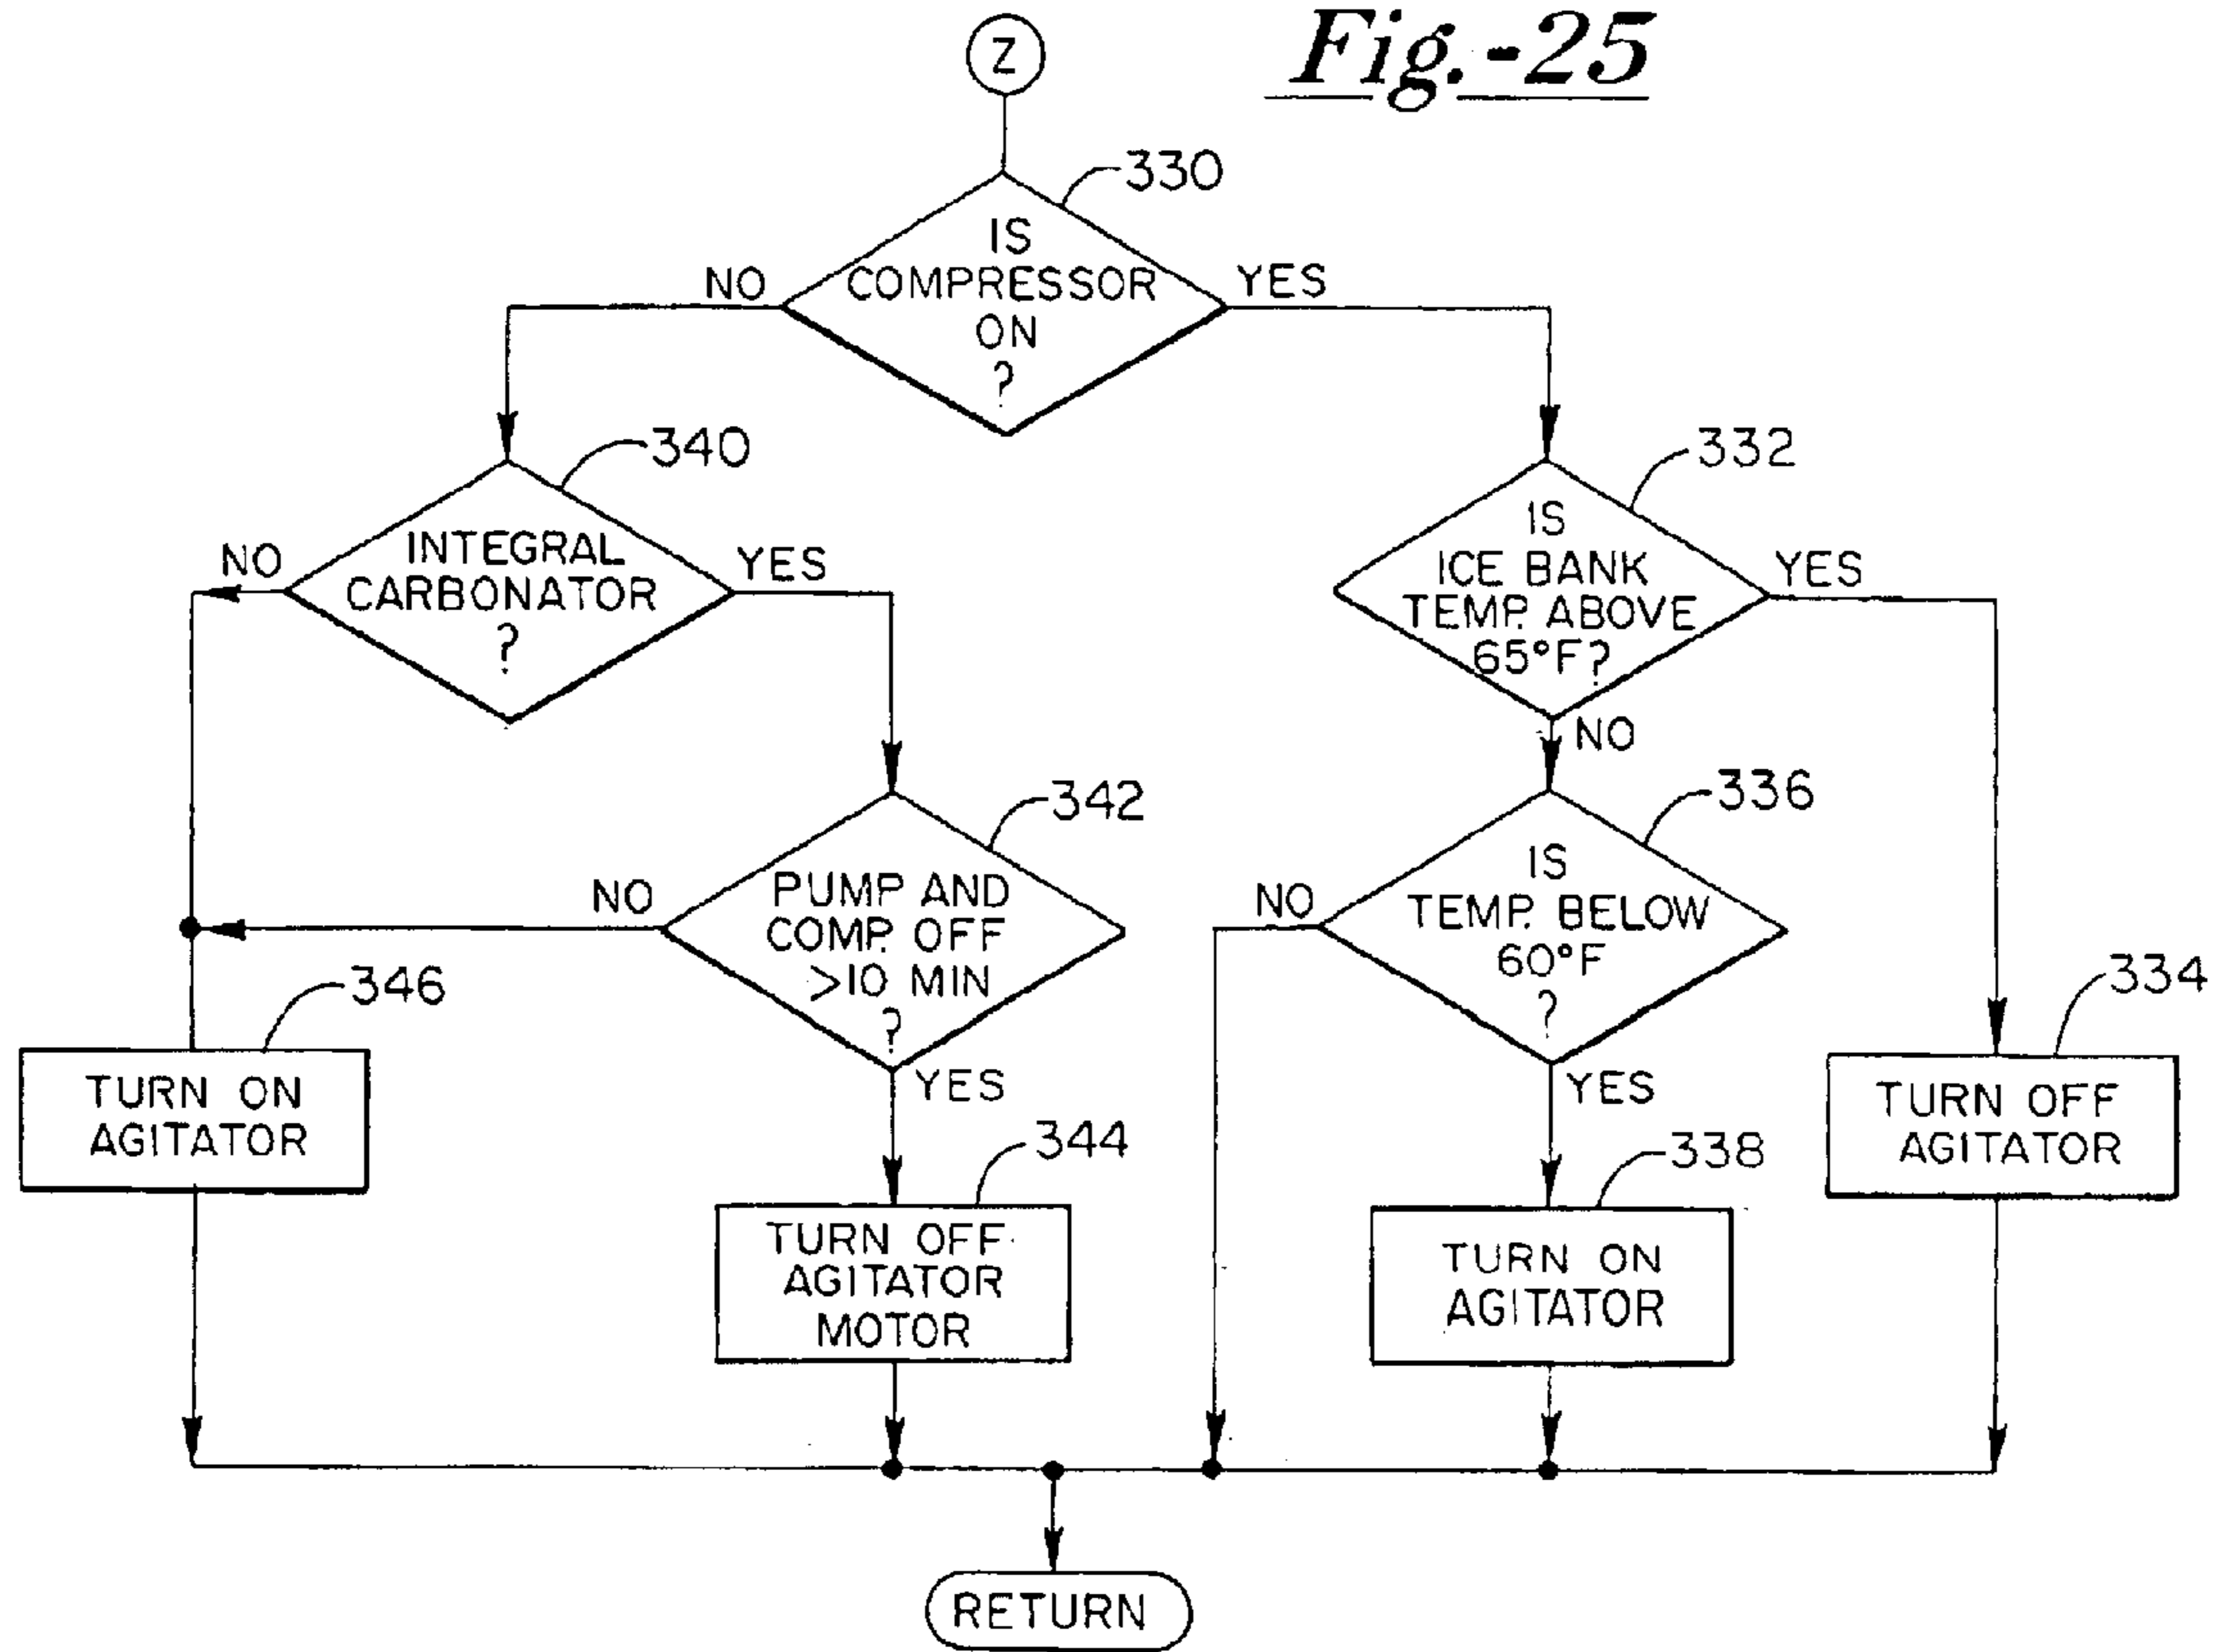 Fig.-25
Z
330
IS
COMPRESSOR
ON
?
NO
YES
340
INTEGRAL
CARBONATOR
?
NO
YES
332
IS
ICE BANK
TEMP. ABOVE
65°F?
YES
NO
342
PUMP AND
COMP. OFF
>10 MIN
?
NO
YES
336
IS
TEMP. BELOW
60°F
?
NO
YES
346
TURN ON
AGITATOR
344
TURN OFF
AGITATOR
MOTOR
338
TURN ON
AGITATOR
334
TURN OFF
AGITATOR
RETURN